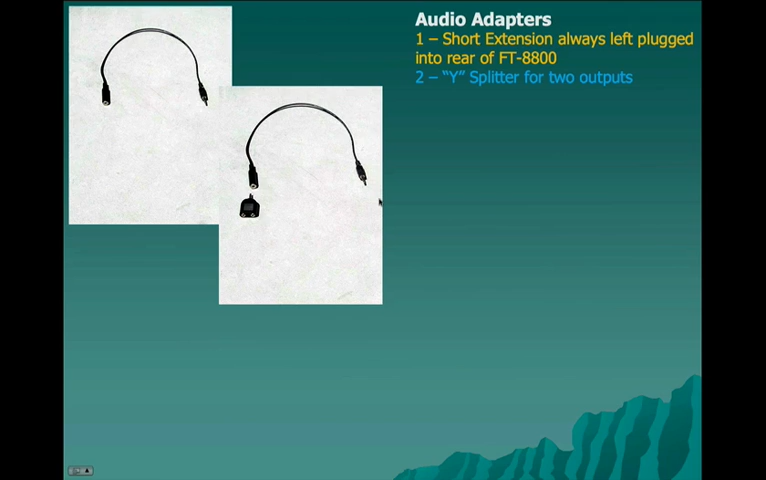 Audio Adapters
1 – Short Extension always left plugged
into rear of FT-8800
2 – “Y” Splitter for two outputs